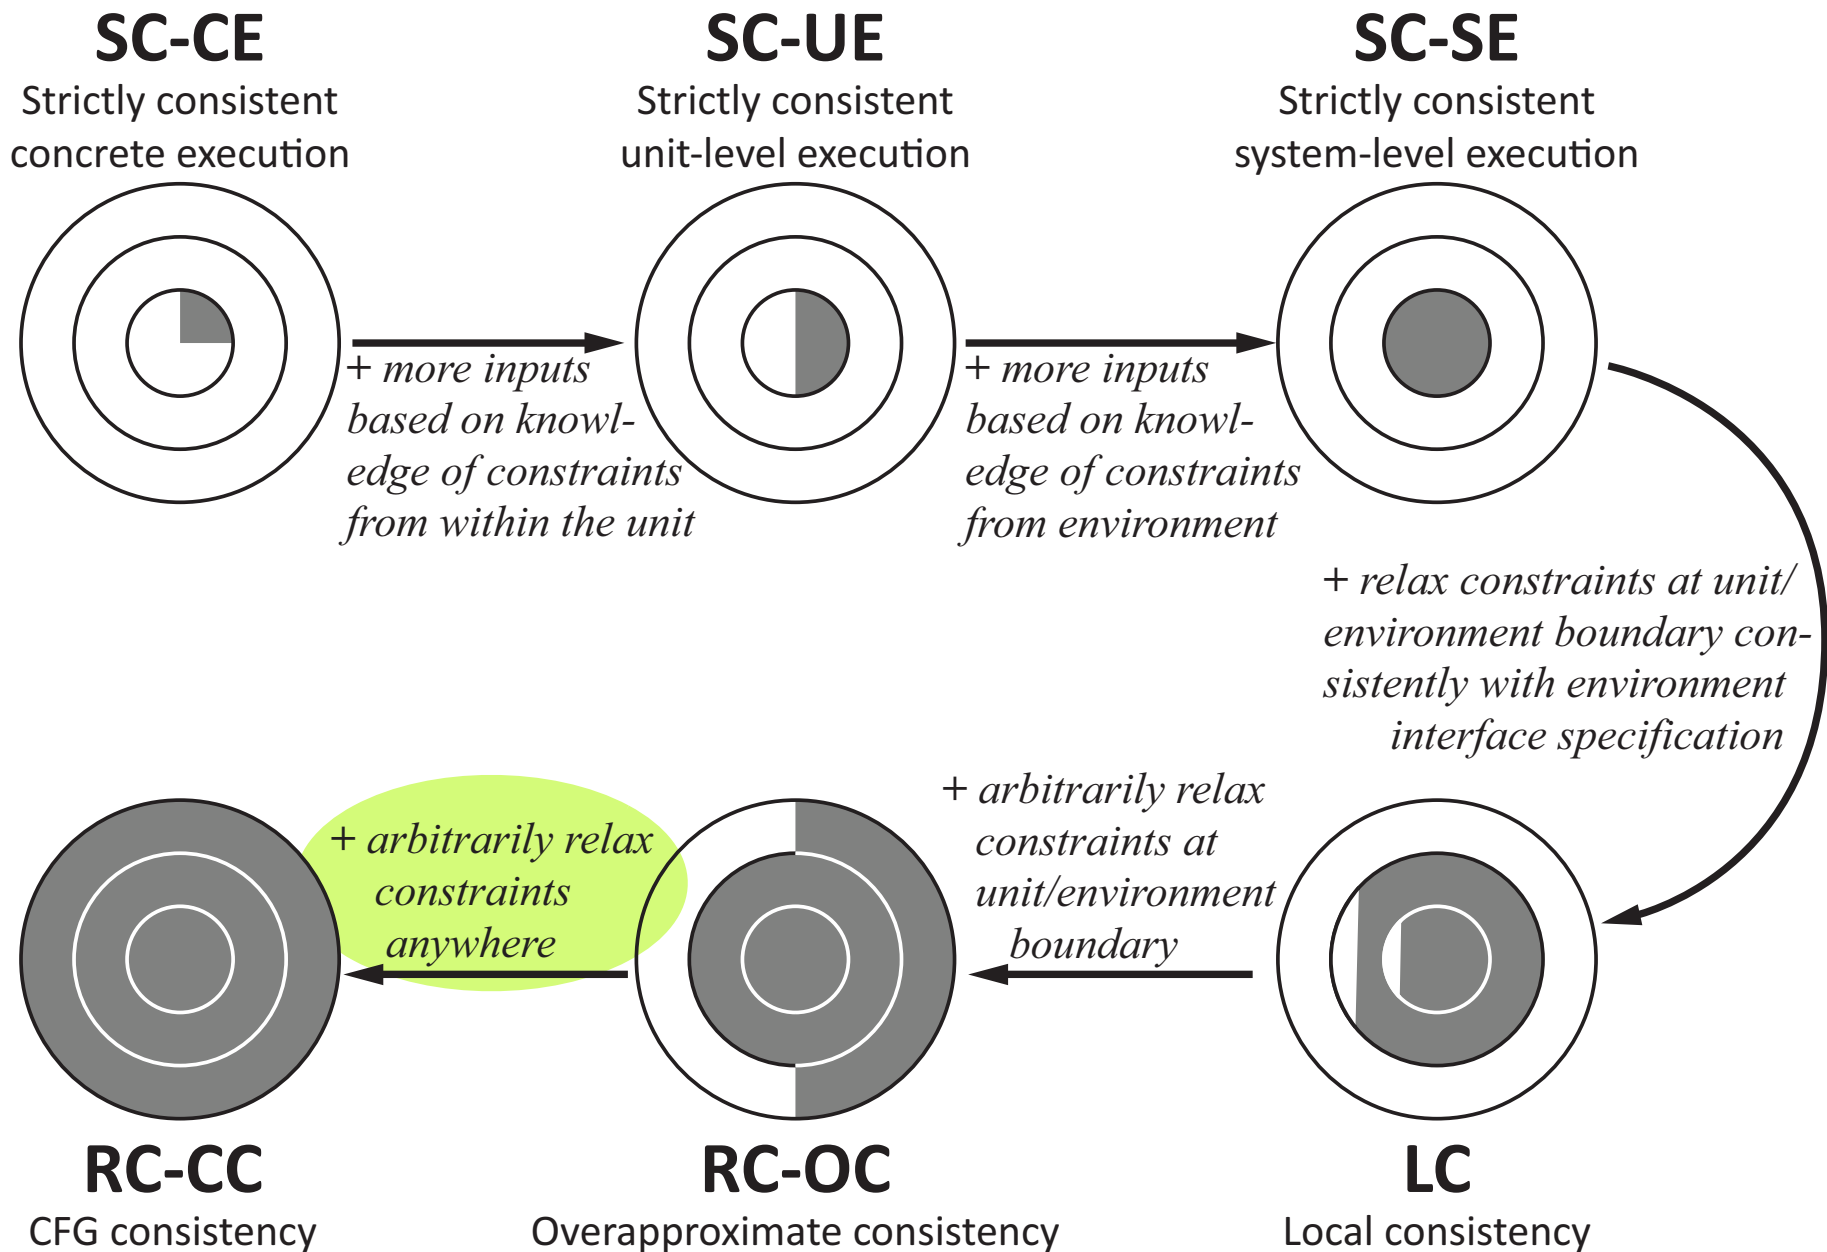 SC-CE
Strictly consistent
concrete execution
SC-UE
Strictly consistent
unit-level execution
SC-SE
Strictly consistent
system-level execution
+ more inputs
based on knowl-
edge of constraints
from within the unit
+ more inputs
based on knowl-
edge of constraints
from environment
+ relax constraints at unit/
environment boundary con-
sistently with environment
interface specification
+ arbitrarily relax
constraints at
unit/environment
boundary
+ arbitrarily relax
constraints
anywhere
RC-CC
CFG consistency
RC-OC
Overapproximate consistency
LC
Local consistency